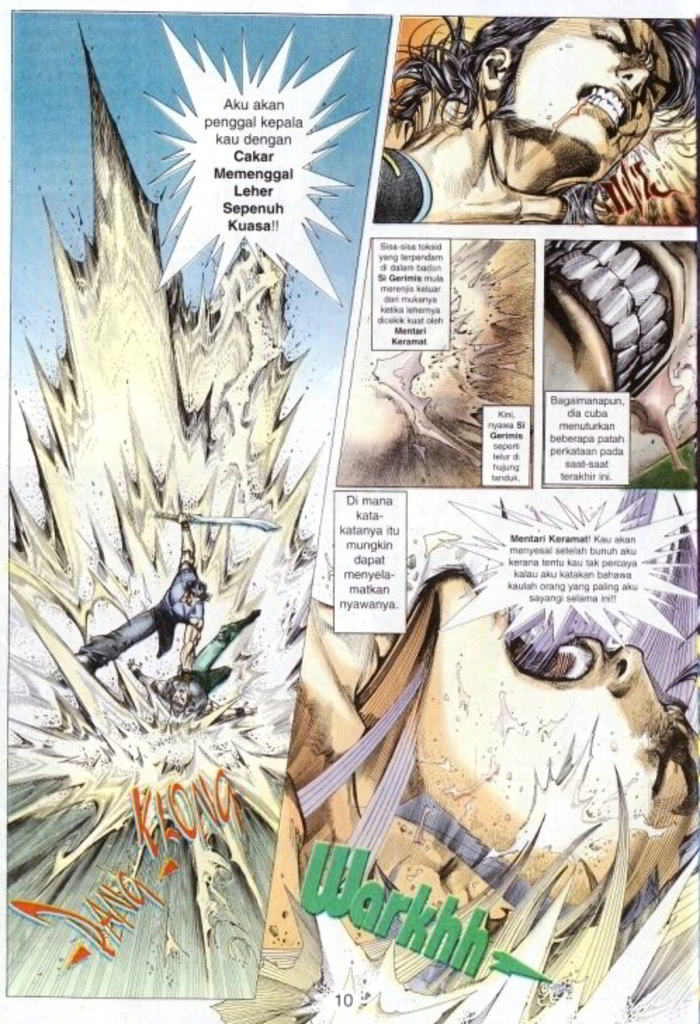 Aku akan
penggal kepala
kau dengan
Cakar
Memenggal
Leher
Sepenuh
Kuasa!!
Sisa-sisa toksid
yang terpendam
di dalam badan
Si Gerimis mula
merenjis keluar
dari mukanya
ketika lehernya
dicekik kuat oleh
Mentari
Keramat
Kini,
nyawa Si
Gerimis
seperti
telur di
hujung
tanduk.
Bagaimanapun,
dia cuba
menuturkan
beberapa patah
perkataan pada
saat-saat
terakhir ini.
Di mana
kata-
katanya itu
mungkin
dapat
menyela-
matkan
nyawanya.
Mentari Keramat! Kau akan
menyesal setelah bunuh aku
kerana tentu kau tak percaya
kalau aku katakan bahawa
kaulah orang yang paling aku
sayangi selama ini!!
KLONG
DANG
Warkhh
10